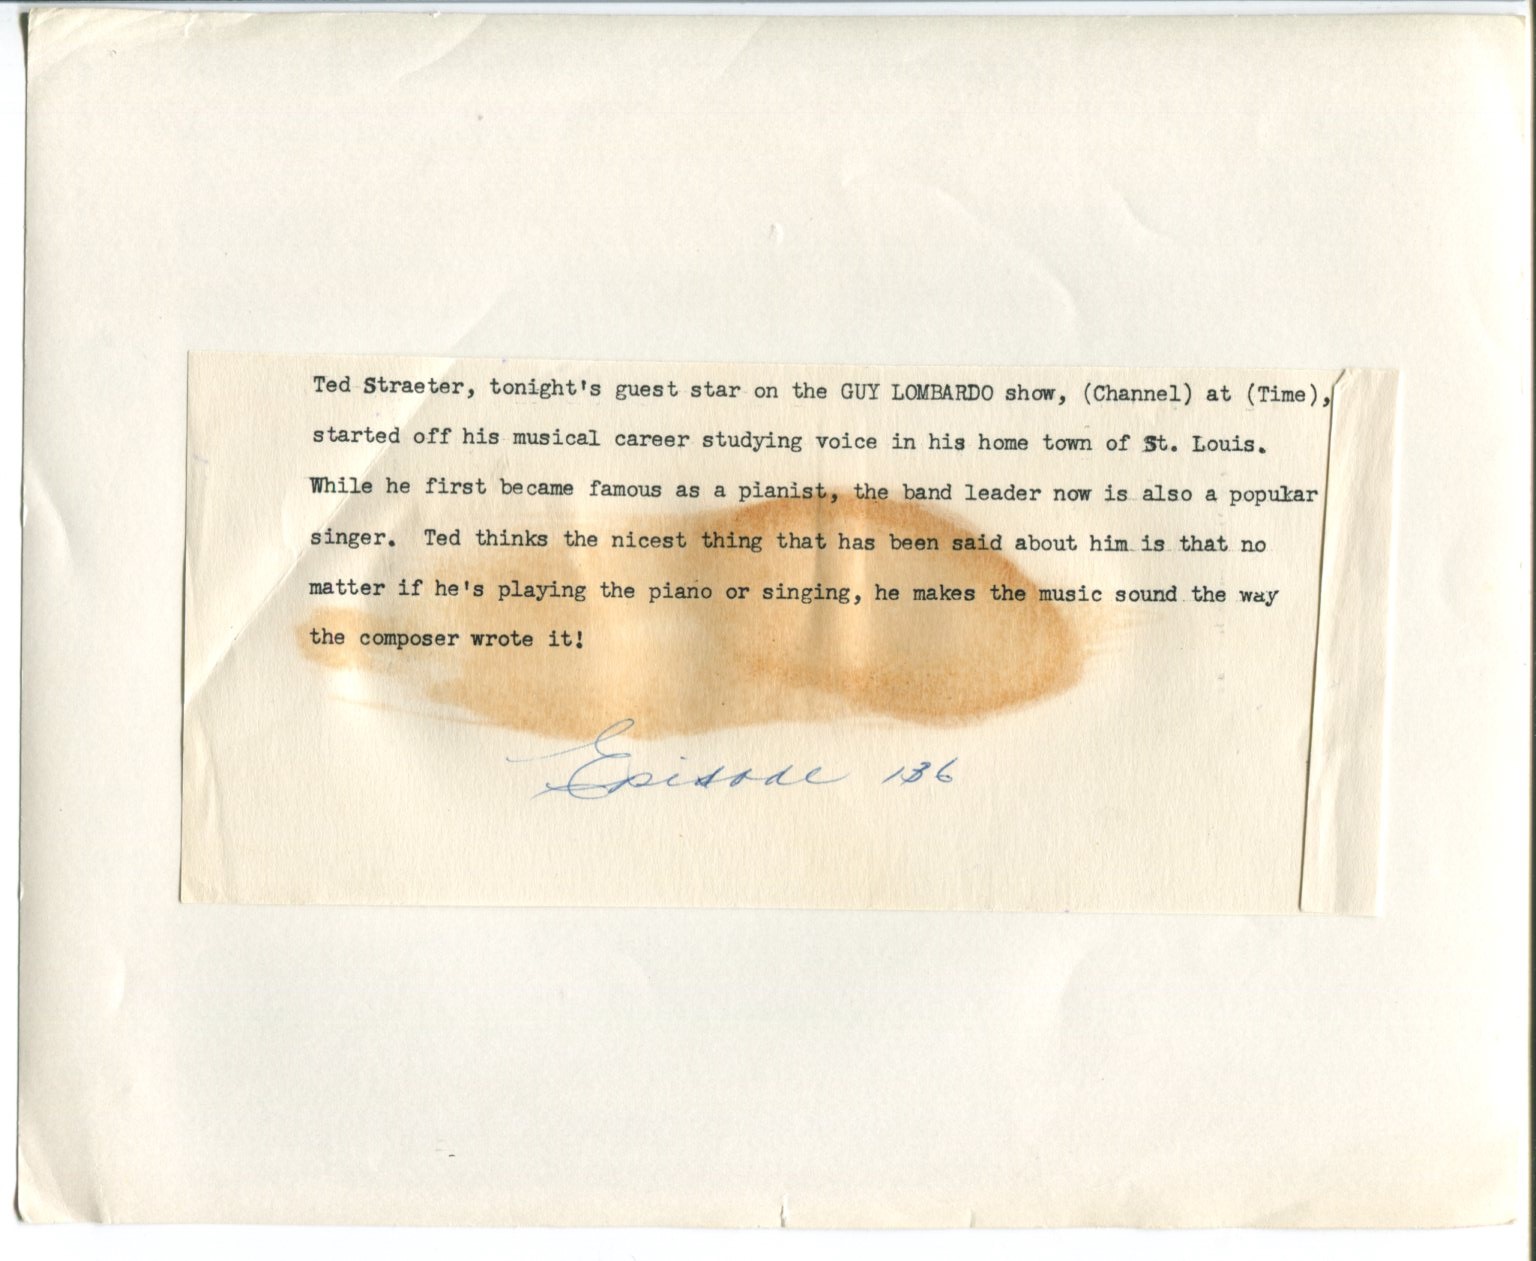 Ted Straeter, tonight's guest star on the GUY LOMBARDO show, (Channel) at (Time),
started off his musical career studying voice in his home town of St. Louis.
While he first became famous as a pianist, the band leader now is also a popular
singer. Ted thinks the nicest thing that has been said about him is that no
matter if he's playing the piano or singing, he makes the music sound the way
the composer wrote it!
Episode 136